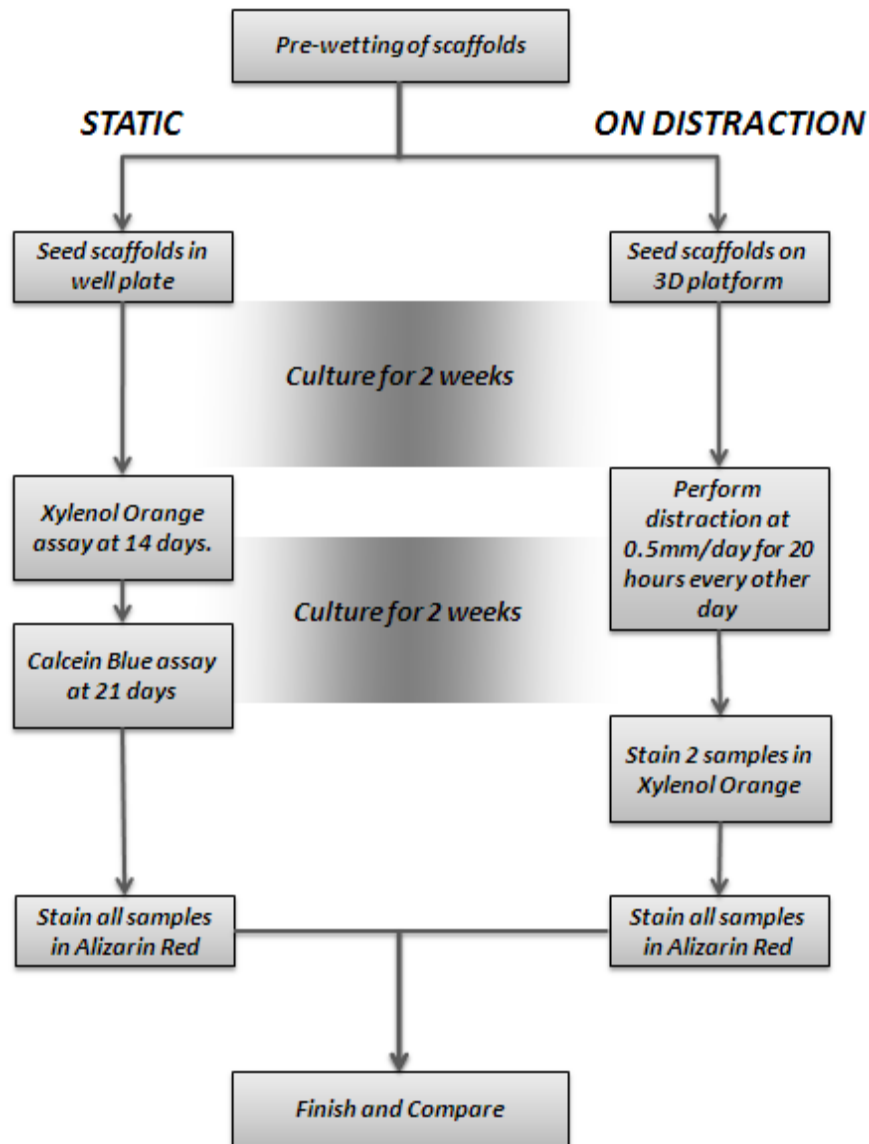 Pre-wetting of scaffolds
STATIC
ON DISTRACTION
Seed scaffolds in
well plate
Seed scaffolds on
3D platform
Culture for 2 weeks
Xylenol Orange
assay at 14 days.
Perform
distraction at
0.5mm/day for 20
hours every other
day
Culture for 2 weeks
Calcein Blue assay
at 21 days
Stain 2 samples in
Xylenol Orange
Stain all samples
in Alizarin Red
Stain all samples
in Alizarin Red
Finish and Compare